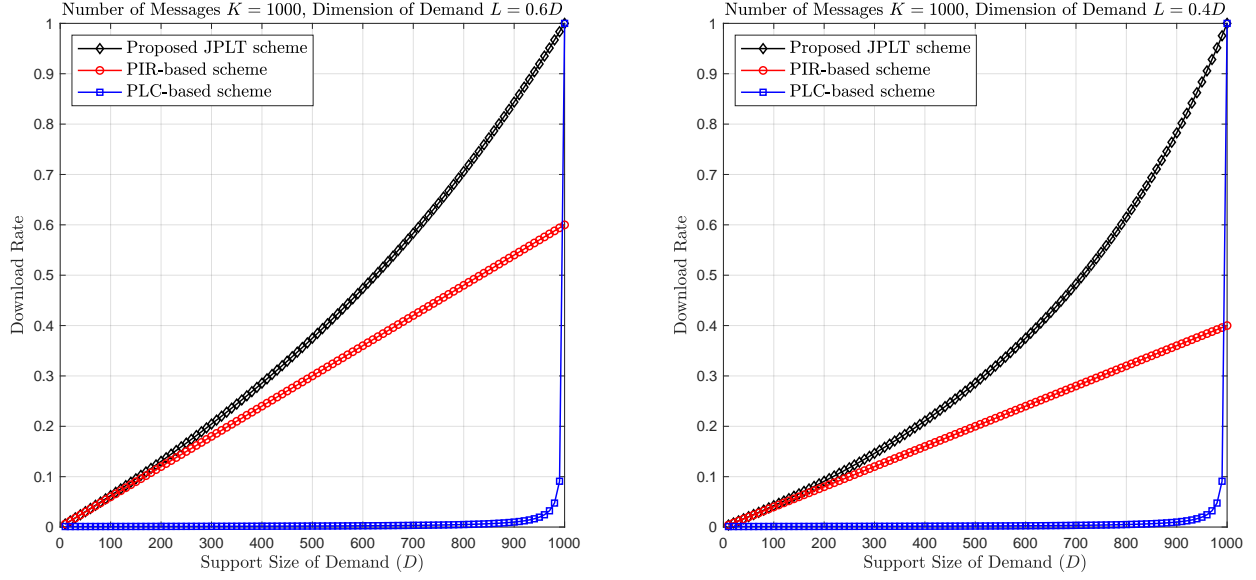 Number of Messages K = 1000, Dimension of Demand L = 0.6D
1
0.9
0.8
0.7
0.6
0.5
0.4
0.3
0.2
0.1
0
Download Rate
Proposed JPLT scheme
PIR-based scheme
PLC-based scheme
0 100 200 300 400 500 600 700 800 900 1000
Support Size of Demand (D)
Number of Messages K = 1000, Dimension of Demand L = 0.4D
1
0.9
0.8
0.7
0.6
0.5
0.4
0.3
0.2
0.1
0
Download Rate
Proposed JPLT scheme
PIR-based scheme
PLC-based scheme
0 100 200 300 400 500 600 700 800 900 1000
Support Size of Demand (D)